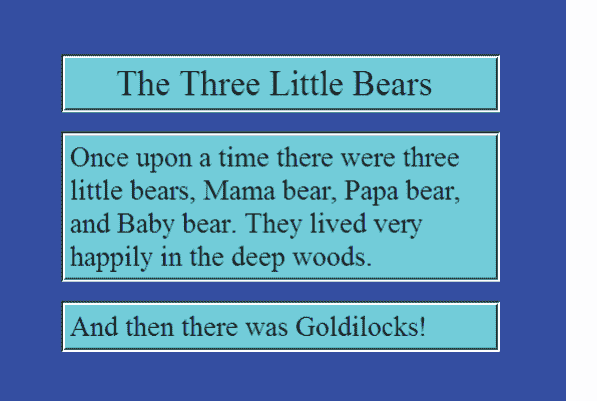 The Three Little Bears
Once upon a time there were three
little bears, Mama bear, Papa bear,
and Baby bear. They lived very
happily in the deep woods.
And then there was Goldilocks!